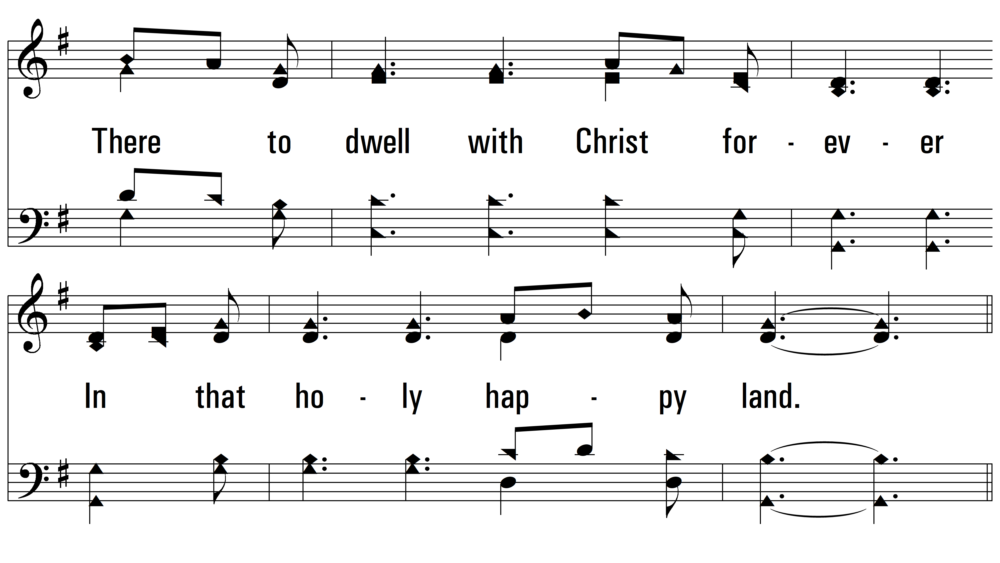 There to dwell with Christ for - ev - er
In that ho - ly hap - py land.